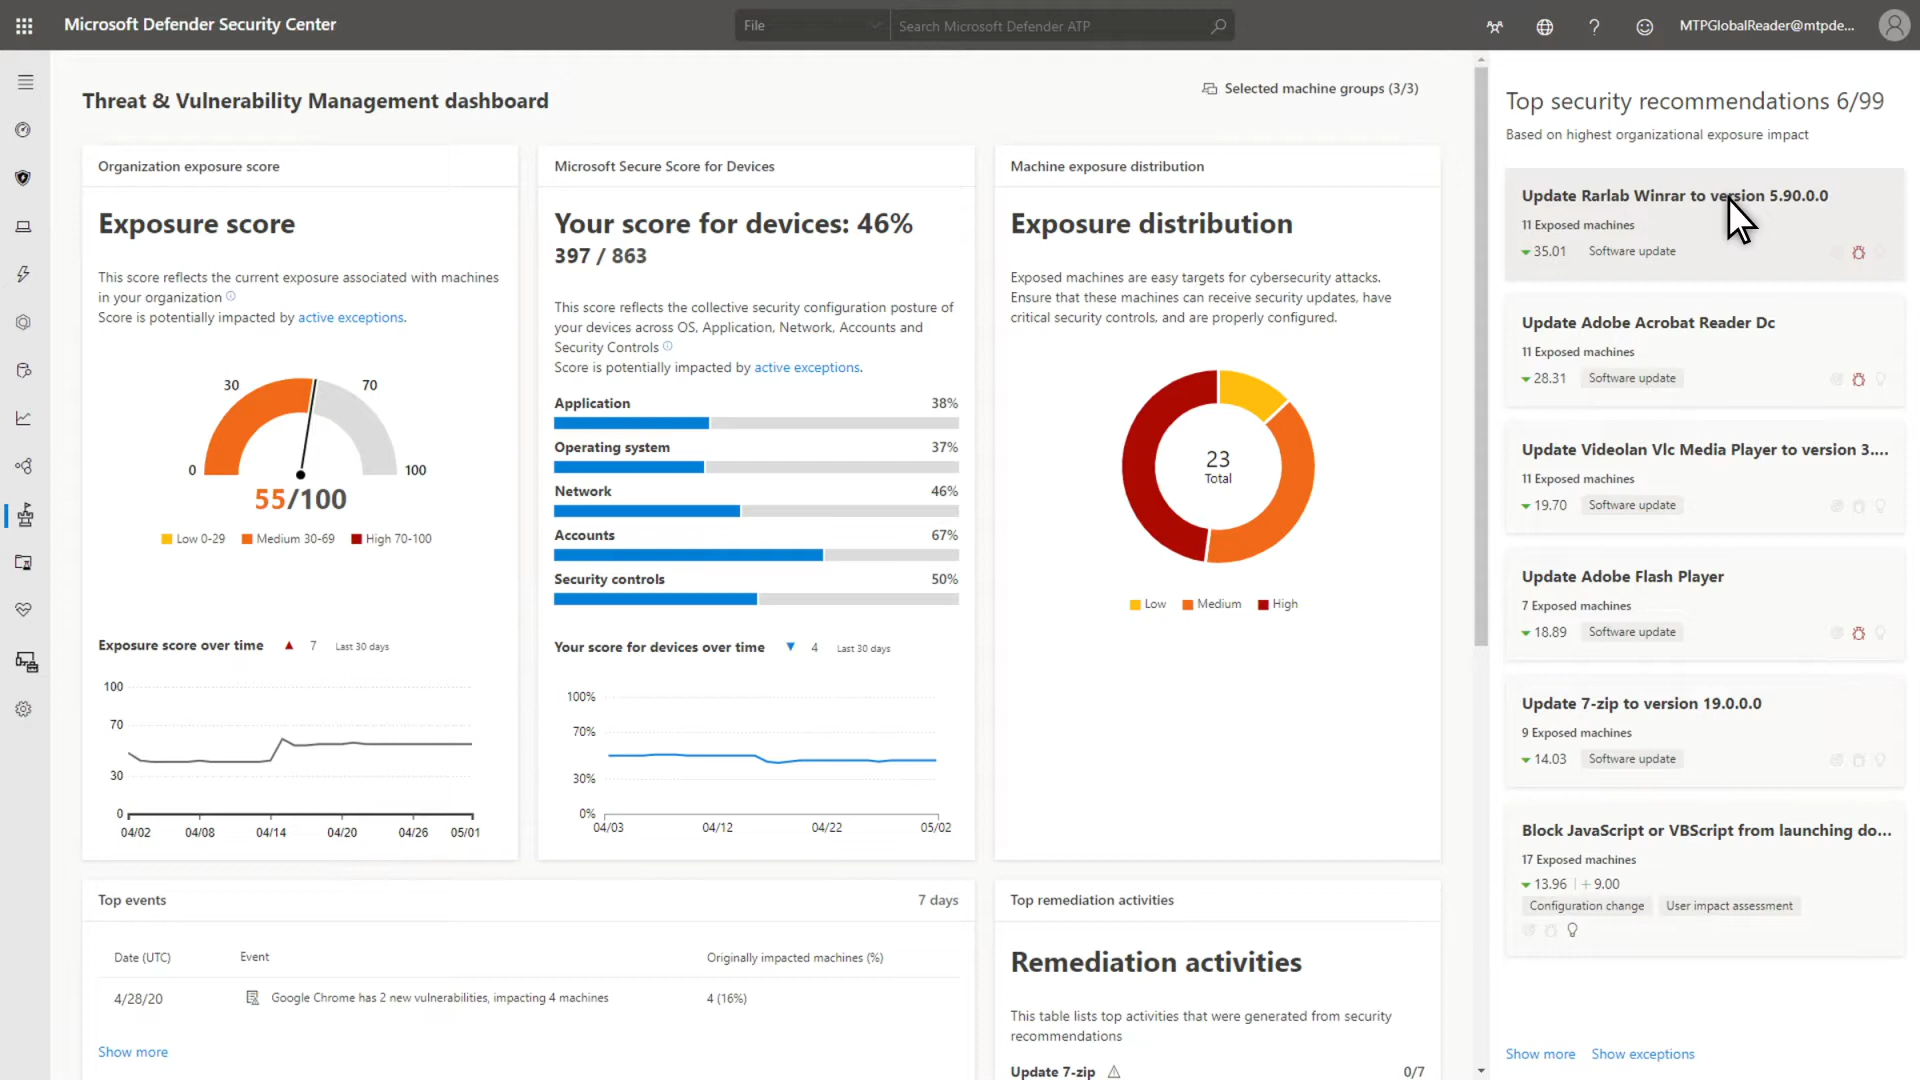 Microsoft Defender Security Center
File
Search Microsoft Defender ATP
MTPGlobalReader@mtpde...
Threat & Vulnerability Management dashboard
Selected machine groups (3/3)
Organization exposure score
Exposure score
This score reflects the current exposure associated with machines
in your organization
Score is potentially impacted by active exceptions.
30
70
0
100
55/100
Low 0-29
Medium 30-69
High 70-100
Exposure score over time
7
Last 30 days
100
70
30
0
04/02
04/08
04/14
04/20
04/26
05/01
Microsoft Secure Score for Devices
Your score for devices: 46%
397 / 863
This score reflects the collective security configuration posture of
your devices across OS, Application, Network, Accounts and
Security Controls
Score is potentially impacted by active exceptions.
Application 38%
Operating system 37%
Network 46%
Accounts 67%
Security controls 50%
Your score for devices over time
4
Last 30 days
100%
70%
30%
0%
04/03
04/12
04/22
05/02
Machine exposure distribution
Exposure distribution
Exposed machines are easy targets for cybersecurity attacks.
Ensure that these machines can receive security updates, have
critical security controls, and are properly configured.
23
Total
Low
Medium
High
Top events
7 days
Date (UTC)
Event
Originally impacted machines (%)
4/28/20
Google Chrome has 2 new vulnerabilities, impacting 4 machines
4 (16%)
Show more
Top remediation activities
Remediation activities
This table lists top activities that were generated from security
recommendations
Update 7-zip
0/7
Top security recommendations 6/99
Based on highest organizational exposure impact
Update Rarlab Winrar to version 5.90.0.0
11 Exposed machines
35.01
Software update
Update Adobe Acrobat Reader Dc
11 Exposed machines
28.31
Software update
Update Videolan Vlc Media Player to version 3....
11 Exposed machines
19.70
Software update
Update Adobe Flash Player
7 Exposed machines
18.89
Software update
Update 7-zip to version 19.0.0.0
9 Exposed machines
14.03
Software update
Block JavaScript or VBScript from launching do...
17 Exposed machines
13.96 | + 9.00
Configuration change
User impact assessment
Show more
Show exceptions